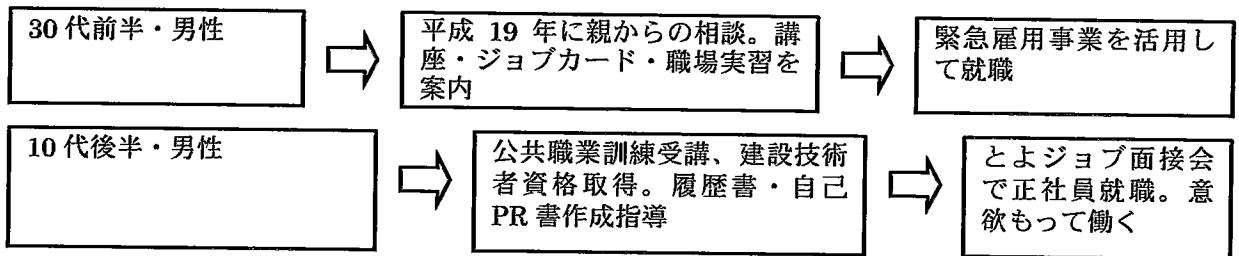 30代前半・男性
平成 19 年に親からの相談。講
座・ジョブカード・職場実習を
案内
緊急雇用事業を活用し
て就職
10代後半・男性
公共職業訓練受講、建設技術
者資格取得。履歴書・自己
PR 書作成指導
とよジョブ面接会
で正社員就職。意
欲もって働く